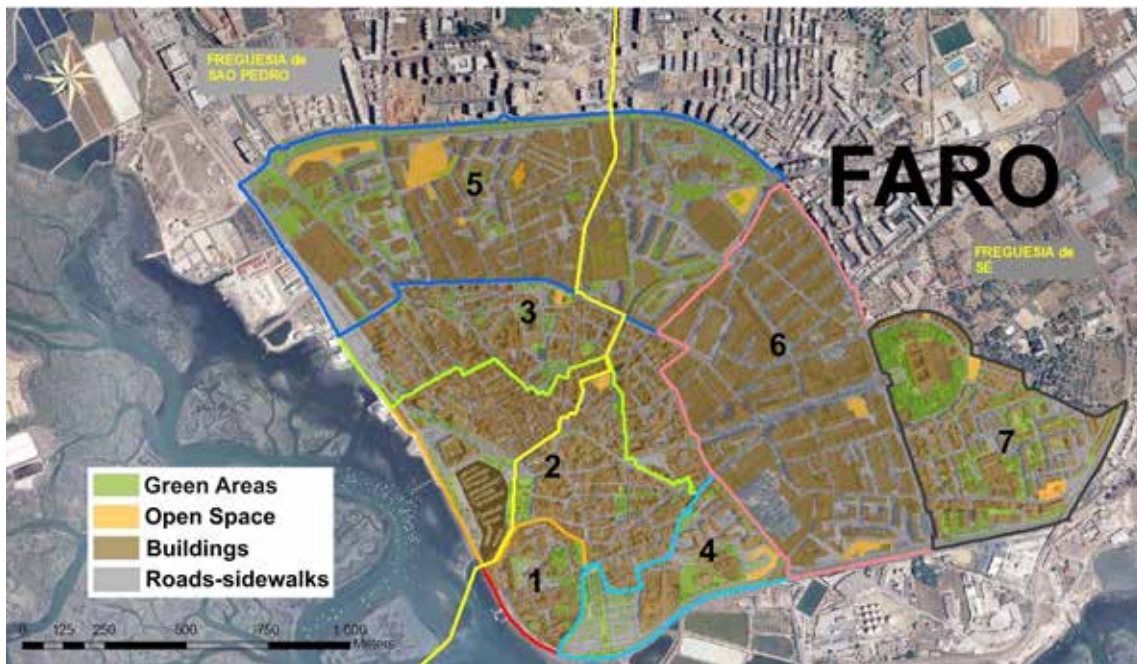 FREGUESIA de
SAO PEDRO
FARO
FREGUESIA de
SÉ
5
3
6
7
2
4
1
Green Areas
Open Space
Buildings
Roads-sidewalks
0 125 250 500 750 1 000
Meters